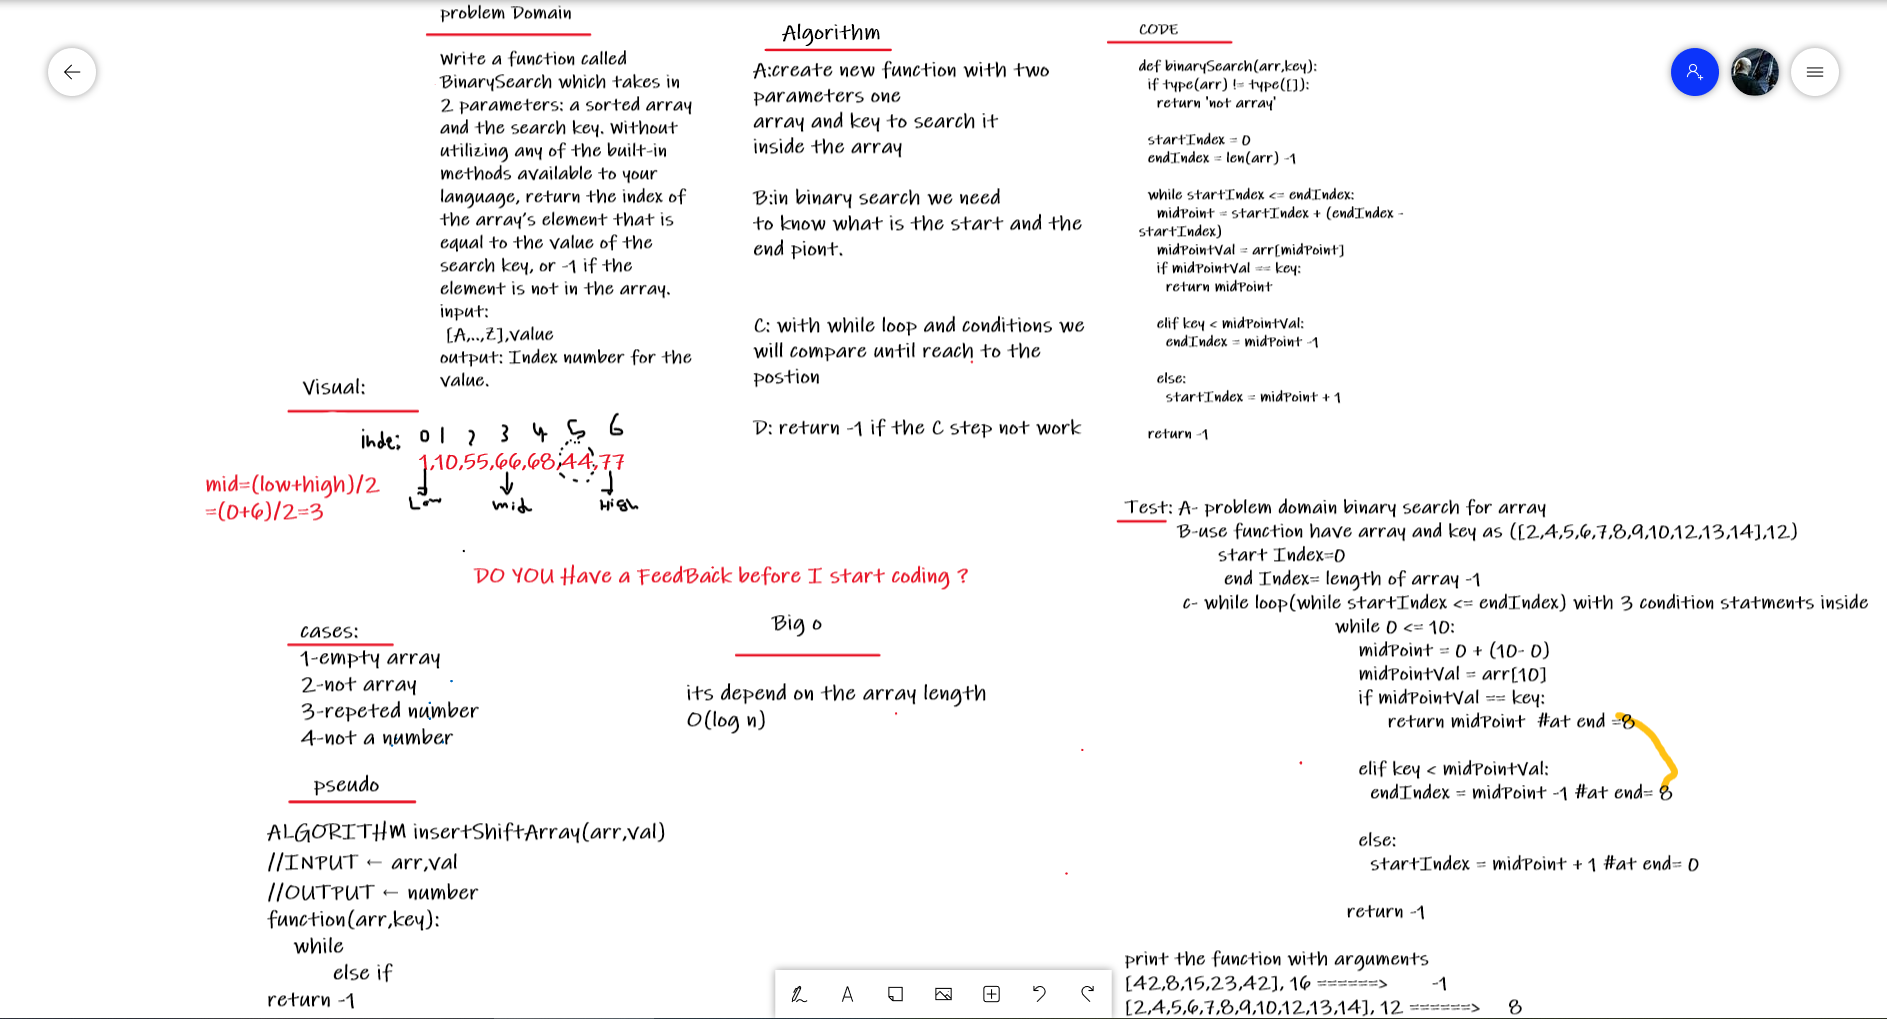 problem Domain
Write a function called
BinarySearch which takes in
2 parameters: a sorted array
and the search key. Without
utilizing any of the built-in
methods available to your
language, return the index of
the array's element that is
equal to the value of the
search key, or -1 if the
element is not in the array.
input:
[A,..,Z],value
output: Index number for the
value.
Algorithm
A:create new function with two
parameters one
array and key to search it
inside the array
B:in binary search we need
to know what is the start and the
end piont.
C: with while loop and conditions we
will compare until reach to the
postion
D: return -1 if the C step not work
CODE
def binarySearch(arr,key):
if type(arr) != type([]):
return 'not array'
startIndex = 0
endIndex = len(arr) -1
while startIndex <= endIndex:
midPoint = startIndex + (endIndex -
startIndex)
midPointVal = arr[midPoint]
if midPointVal == key:
return midPoint
elif key < midPointVal:
endIndex = midPoint -1
else:
startIndex = midPoint + 1
return -1
Visual:
inde: 0 1 2 3 4 5 6
1,10,55,66,68,44,77
Low mid High
mid=(low+high)/2
=(0+6)/2=3
DO YOU Have a FeedBack before I start coding ?
cases:
1-empty array
2-not array
3-repeted number
4-not a number
Big o
its depend on the array length
O(log n)
pseudo
ALGORITHM insertShiftArray(arr,val)
//INPUT ← arr,val
//OUTPUT ← number
function(arr,key):
while
else if
return -1
Test: A- problem domain binary search for array
B-use function have array and key as ([2,4,5,6,7,8,9,10,12,13,14],12)
start Index=0
end Index= length of array -1
c- while loop(while startIndex <= endIndex) with 3 condition statments inside
while 0 <= 10:
midPoint = 0 + (10- 0)
midPointVal = arr[10]
if midPointVal == key:
return midPoint #at end =8
elif key < midPointVal:
endIndex = midPoint -1 #at end= 8
else:
startIndex = midPoint + 1 #at end= 0
return -1
print the function with arguments
[42,8,15,23,42], 16 ======> -1
[2,4,5,6,7,8,9,10,12,13,14], 12 ======> 8